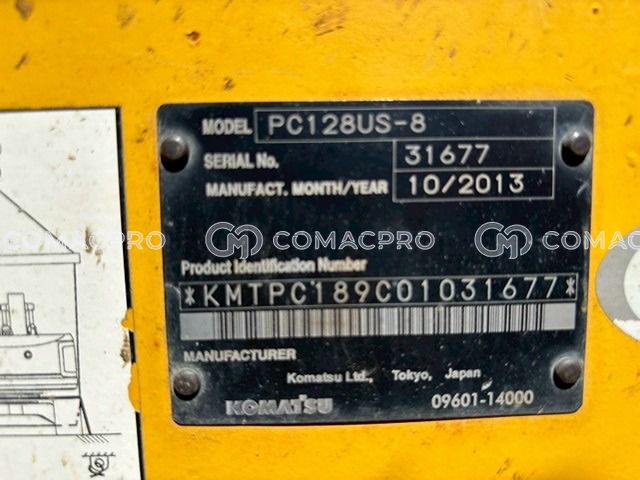 MODEL PC128US-8
SERIAL No. 31677
MANUFACT. MONTH/YEAR 10/2013
COMACPRO COMACPRO COMACPRO
Product Identification Number
*KMTPC189C01031677*
MANUFACTURER
Komatsu Ltd., Tokyo, Japan
KOMATSU 09601-14000